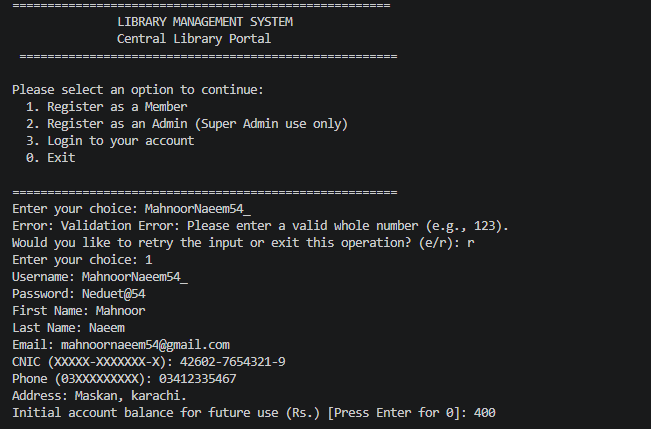 ======================================================
LIBRARY MANAGEMENT SYSTEM
Central Library Portal
======================================================
Please select an option to continue:
1. Register as a Member
2. Register as an Admin (Super Admin use only)
3. Login to your account
0. Exit
=======================================================
Enter your choice: MahnoorNaeem54_
Error: Validation Error: Please enter a valid whole number (e.g., 123).
Would you like to retry the input or exit this operation? (e/r): r
Enter your choice: 1
Username: MahnoorNaeem54_
Password: Neduet@54
First Name: Mahnoor
Last Name: Naeem
Email: mahnoornaeem54@gmail.com
CNIC (XXXXX-XXXXXXX-X): 42602-7654321-9
Phone (03XXXXXXXXX): 03412335467
Address: Maskan, karachi.
Initial account balance for future use (Rs.) [Press Enter for 0]: 400